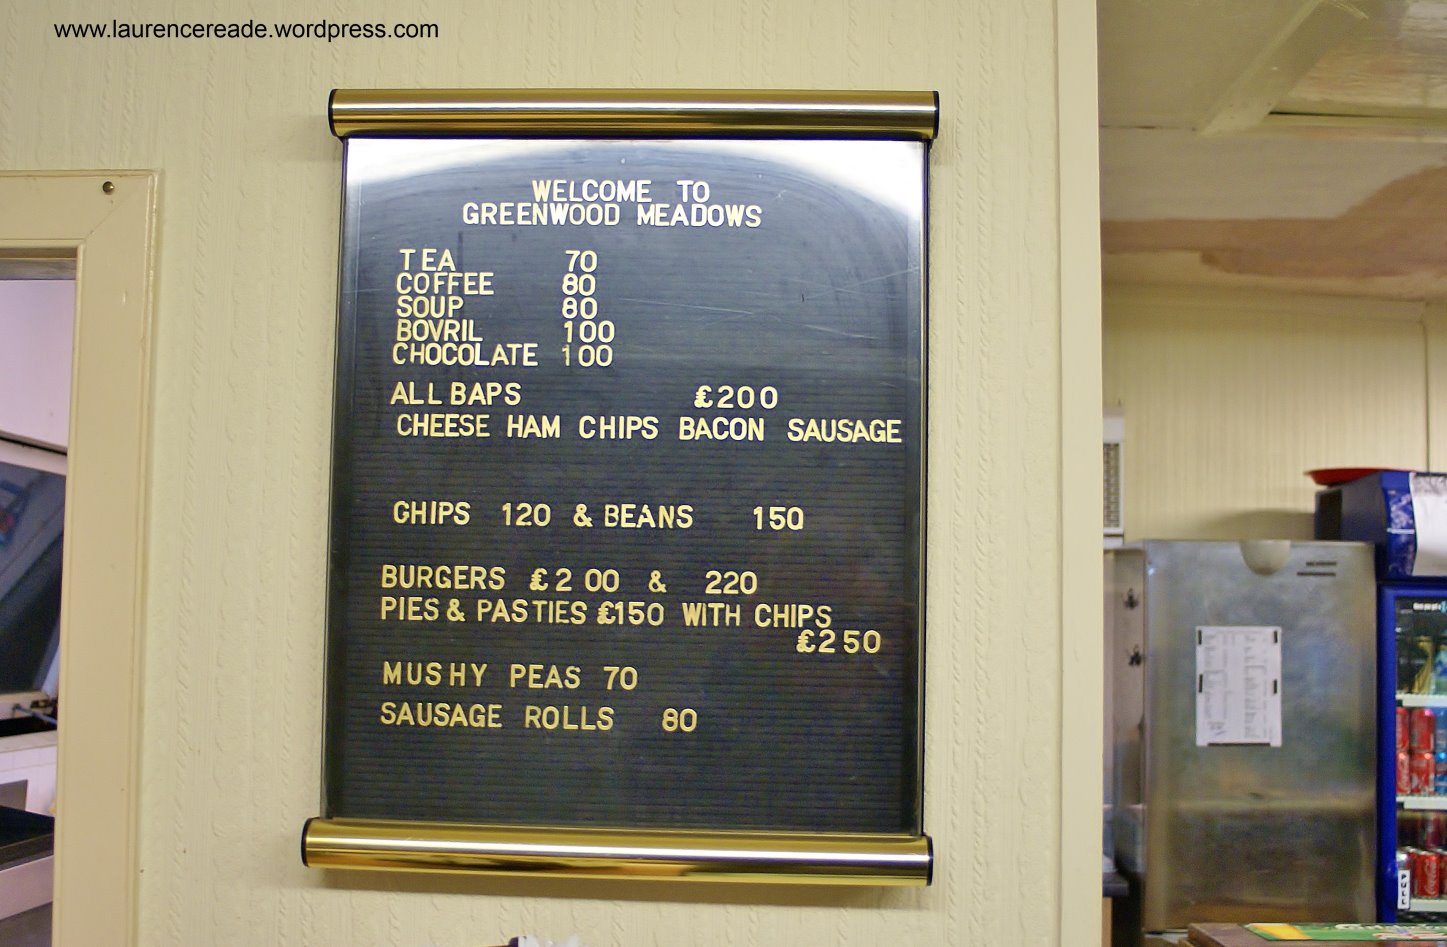 www.laurencereade.wordpress.com
WELCOME TO
GREENWOOD MEADOWS
TEA 70
COFFEE 80
SOUP 80
BOVRIL 100
CHOCOLATE 100
ALL BAPS £200
CHEESE HAM CHIPS BACON SAUSAGE
CHIPS 120 & BEANS 150
BURGERS £2 00 & 220
PIES & PASTIES £150 WITH CHIPS
£250
MUSHY PEAS 70
SAUSAGE ROLLS 80
PULL